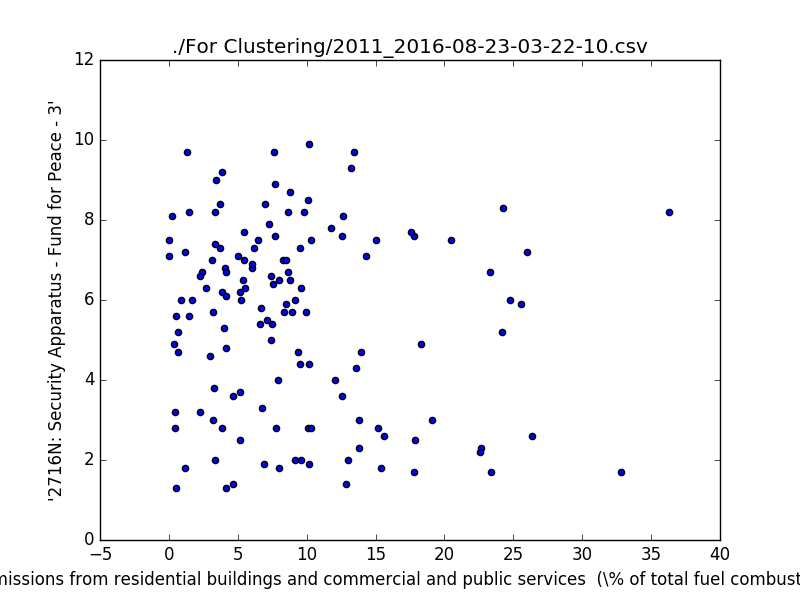 ./For Clustering/2011_2016-08-23-03-22-10.csv
'2716N: Security Apparatus - Fund for Peace - 3'
12
10
8
6
4
2
0
−5 0 5 10 15 20 25 30 35 40
from residential buildings and commercial and public services (\% of total fuel